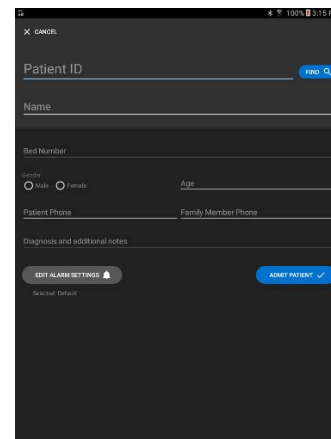 100% 3:15 P
X CANCEL
Patient ID
FIND
Name
Bed Number
Gender
Male Female
Age
Patient Phone
Family Member Phone
Diagnosis and additional notes
EDIT ALARM SETTINGS
ADMIT PATIENT
Selected: Default